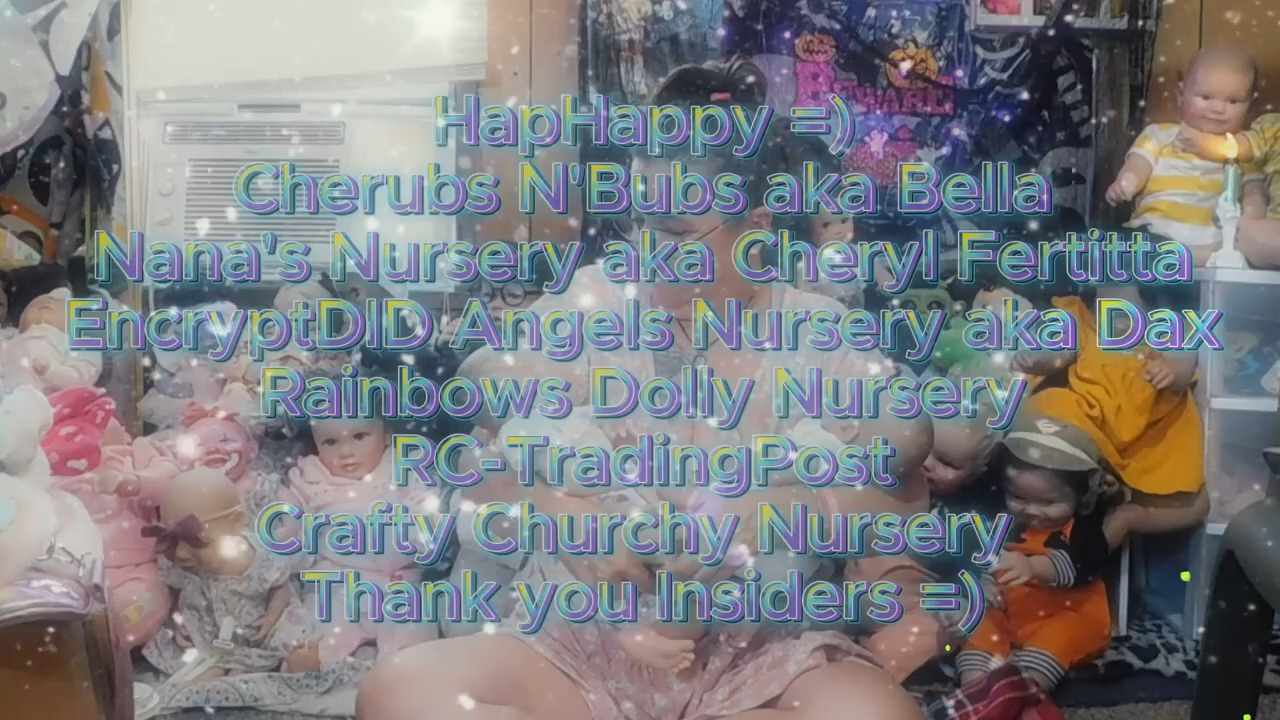 HapHappy =)
Cherubs N'Bubs aka Bella
Nana's Nursery aka Cheryl Fertitta
EncryptDID Angels Nursery aka Dax
Rainbows Dolly Nursery
RC-TradingPost
Crafty Churchy Nursery
Thank you Insiders =)